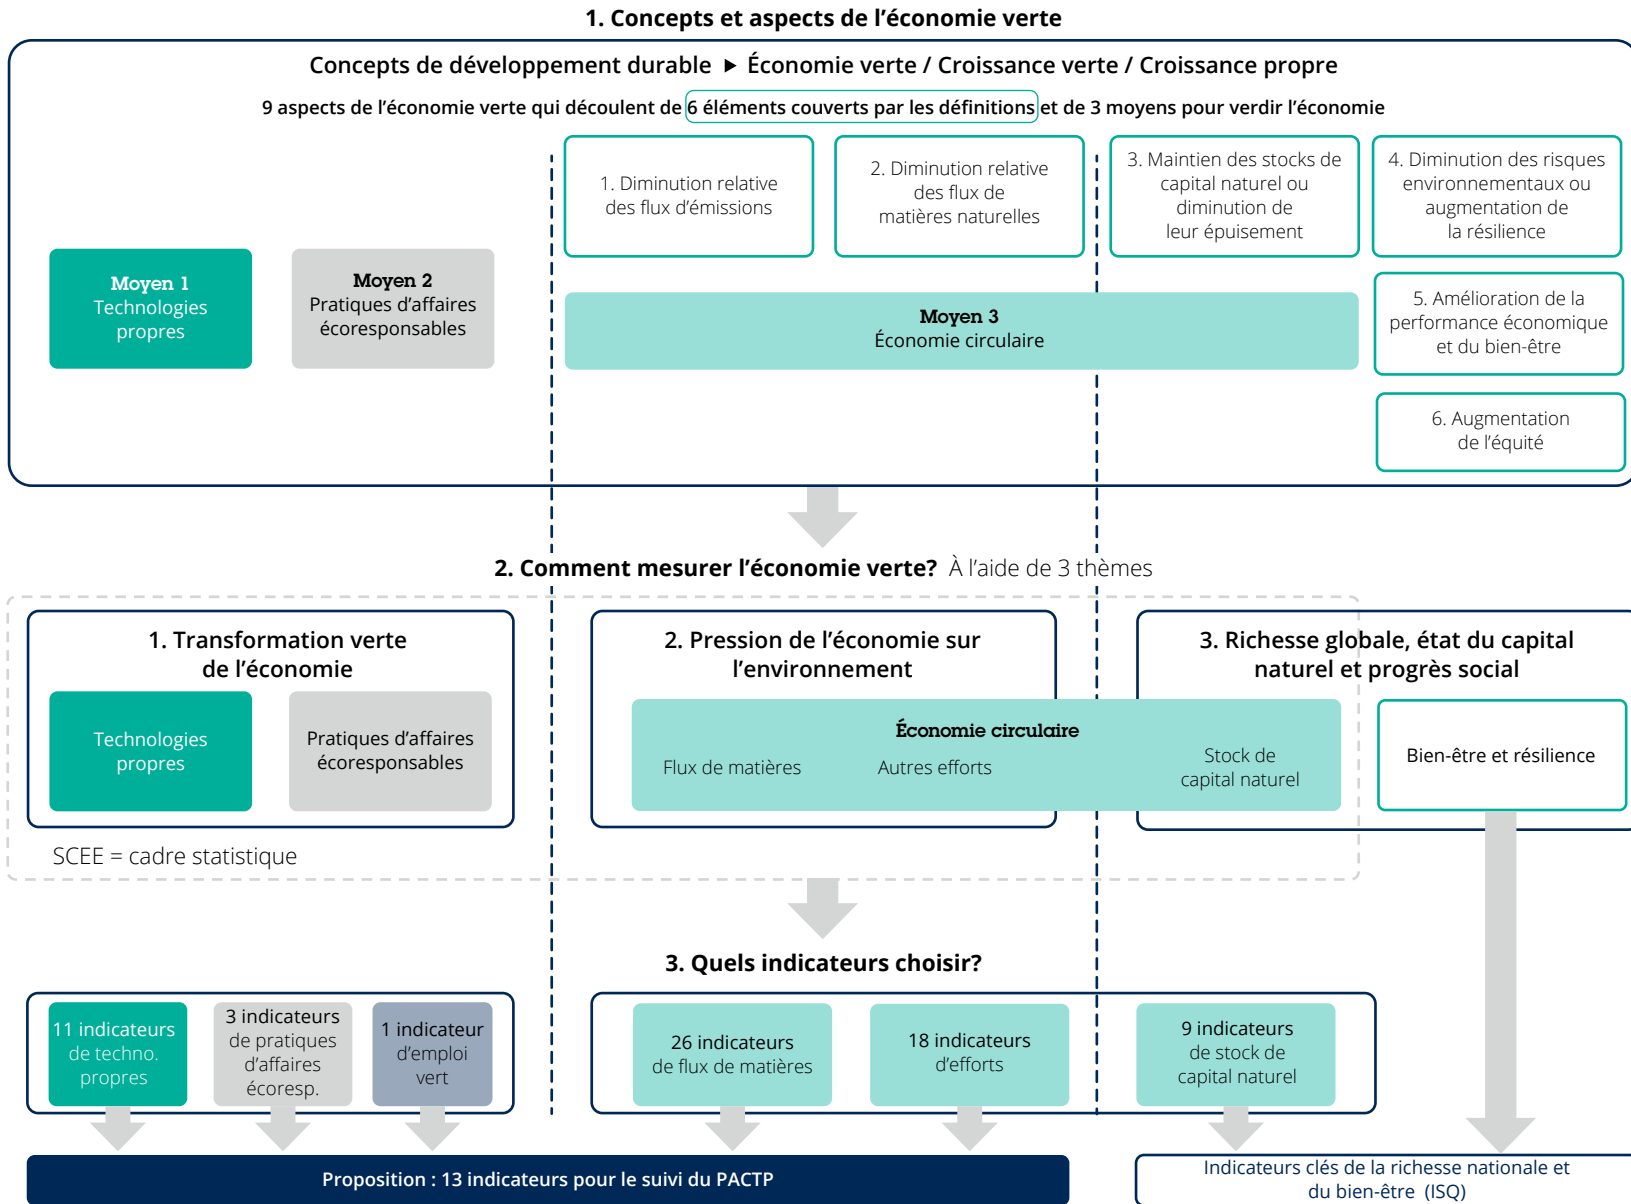 1. Concepts et aspects de l’économie verte
Concepts de développement durable ▶ Économie verte / Croissance verte / Croissance propre
9 aspects de l’économie verte qui découlent de 6 éléments couverts par les définitions et de 3 moyens pour verdir l’économie
1. Diminution relative
des flux d’émissions
2. Diminution relative
des flux de
matières naturelles
3. Maintien des stocks de
capital naturel ou
diminution de
leur épuisement
4. Diminution des risques
environnementaux ou
augmentation de
la résilience
Moyen 1
Technologies
propres
Moyen 2
Pratiques d’affaires
écoresponsables
Moyen 3
Économie circulaire
5. Amélioration de la
performance économique
et du bien-être
6. Augmentation
de l’équité
2. Comment mesurer l’économie verte? À l’aide de 3 thèmes
1. Transformation verte
de l’économie
Technologies
propres
Pratiques d’affaires
écoresponsables
2. Pression de l’économie sur
l’environnement
3. Richesse globale, état du capital
naturel et progrès social
Économie circulaire
Flux de matières
Autres efforts
Stock de
capital naturel
Bien-être et résilience
SCEE = cadre statistique
3. Quels indicateurs choisir?
11 indicateurs
de techno.
propres
3 indicateurs
de pratiques
d’affaires
écoresp.
1 indicateur
d’emploi
vert
26 indicateurs
de flux de matières
18 indicateurs
d’efforts
9 indicateurs
de stock de
capital naturel
Proposition : 13 indicateurs pour le suivi du PACTP
Indicateurs clés de la richesse nationale et
du bien-être (ISQ)